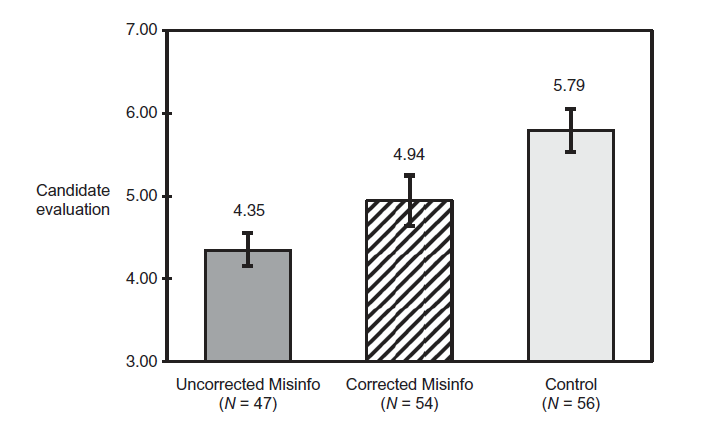 7.00
5.79
6.00
4.94
Candidate
evaluation
5.00
4.35
4.00
3.00
Uncorrected Misinfo
(N = 47)
Corrected Misinfo
(N = 54)
Control
(N = 56)